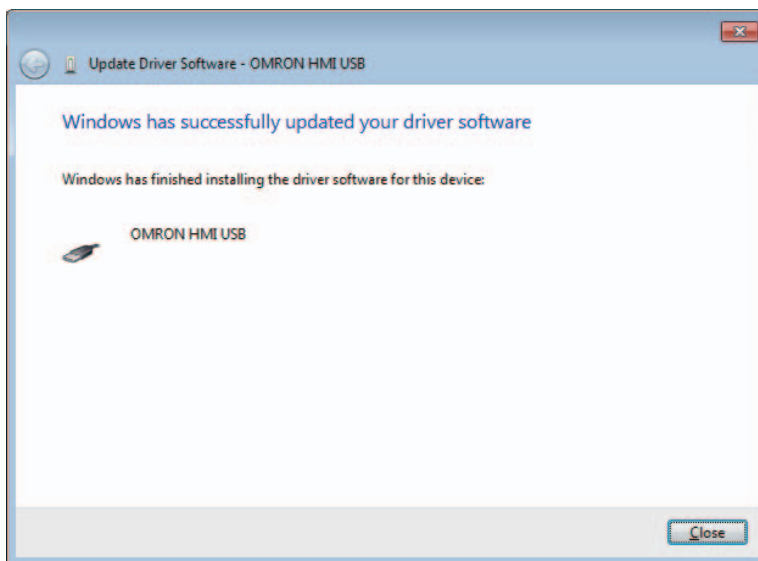 Update Driver Software - OMRON HMI USB
Windows has successfully updated your driver software
Windows has finished installing the driver software for this device:
OMRON HMI USB
Close